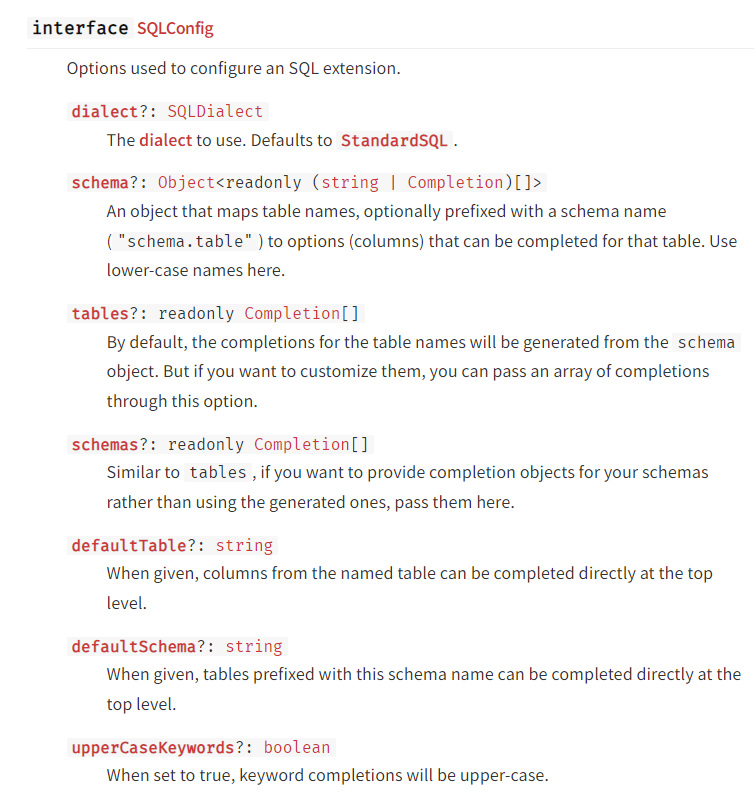 interface SQLConfig
Options used to configure an SQL extension.
dialect?: SQLDialect
The dialect to use. Defaults to StandardSQL.
schema?: Object<readonly (string | Completion)[]>
An object that maps table names, optionally prefixed with a schema name
("schema.table") to options (columns) that can be completed for that table. Use
lower-case names here.
tables?: readonly Completion[]
By default, the completions for the table names will be generated from the schema
object. But if you want to customize them, you can pass an array of completions
through this option.
schemas?: readonly Completion[]
Similar to tables, if you want to provide completion objects for your schemas
rather than using the generated ones, pass them here.
defaultTable?: string
When given, columns from the named table can be completed directly at the top
level.
defaultSchema?: string
When given, tables prefixed with this schema name can be completed directly at the
top level.
upperCaseKeywords?: boolean
When set to true, keyword completions will be upper-case.